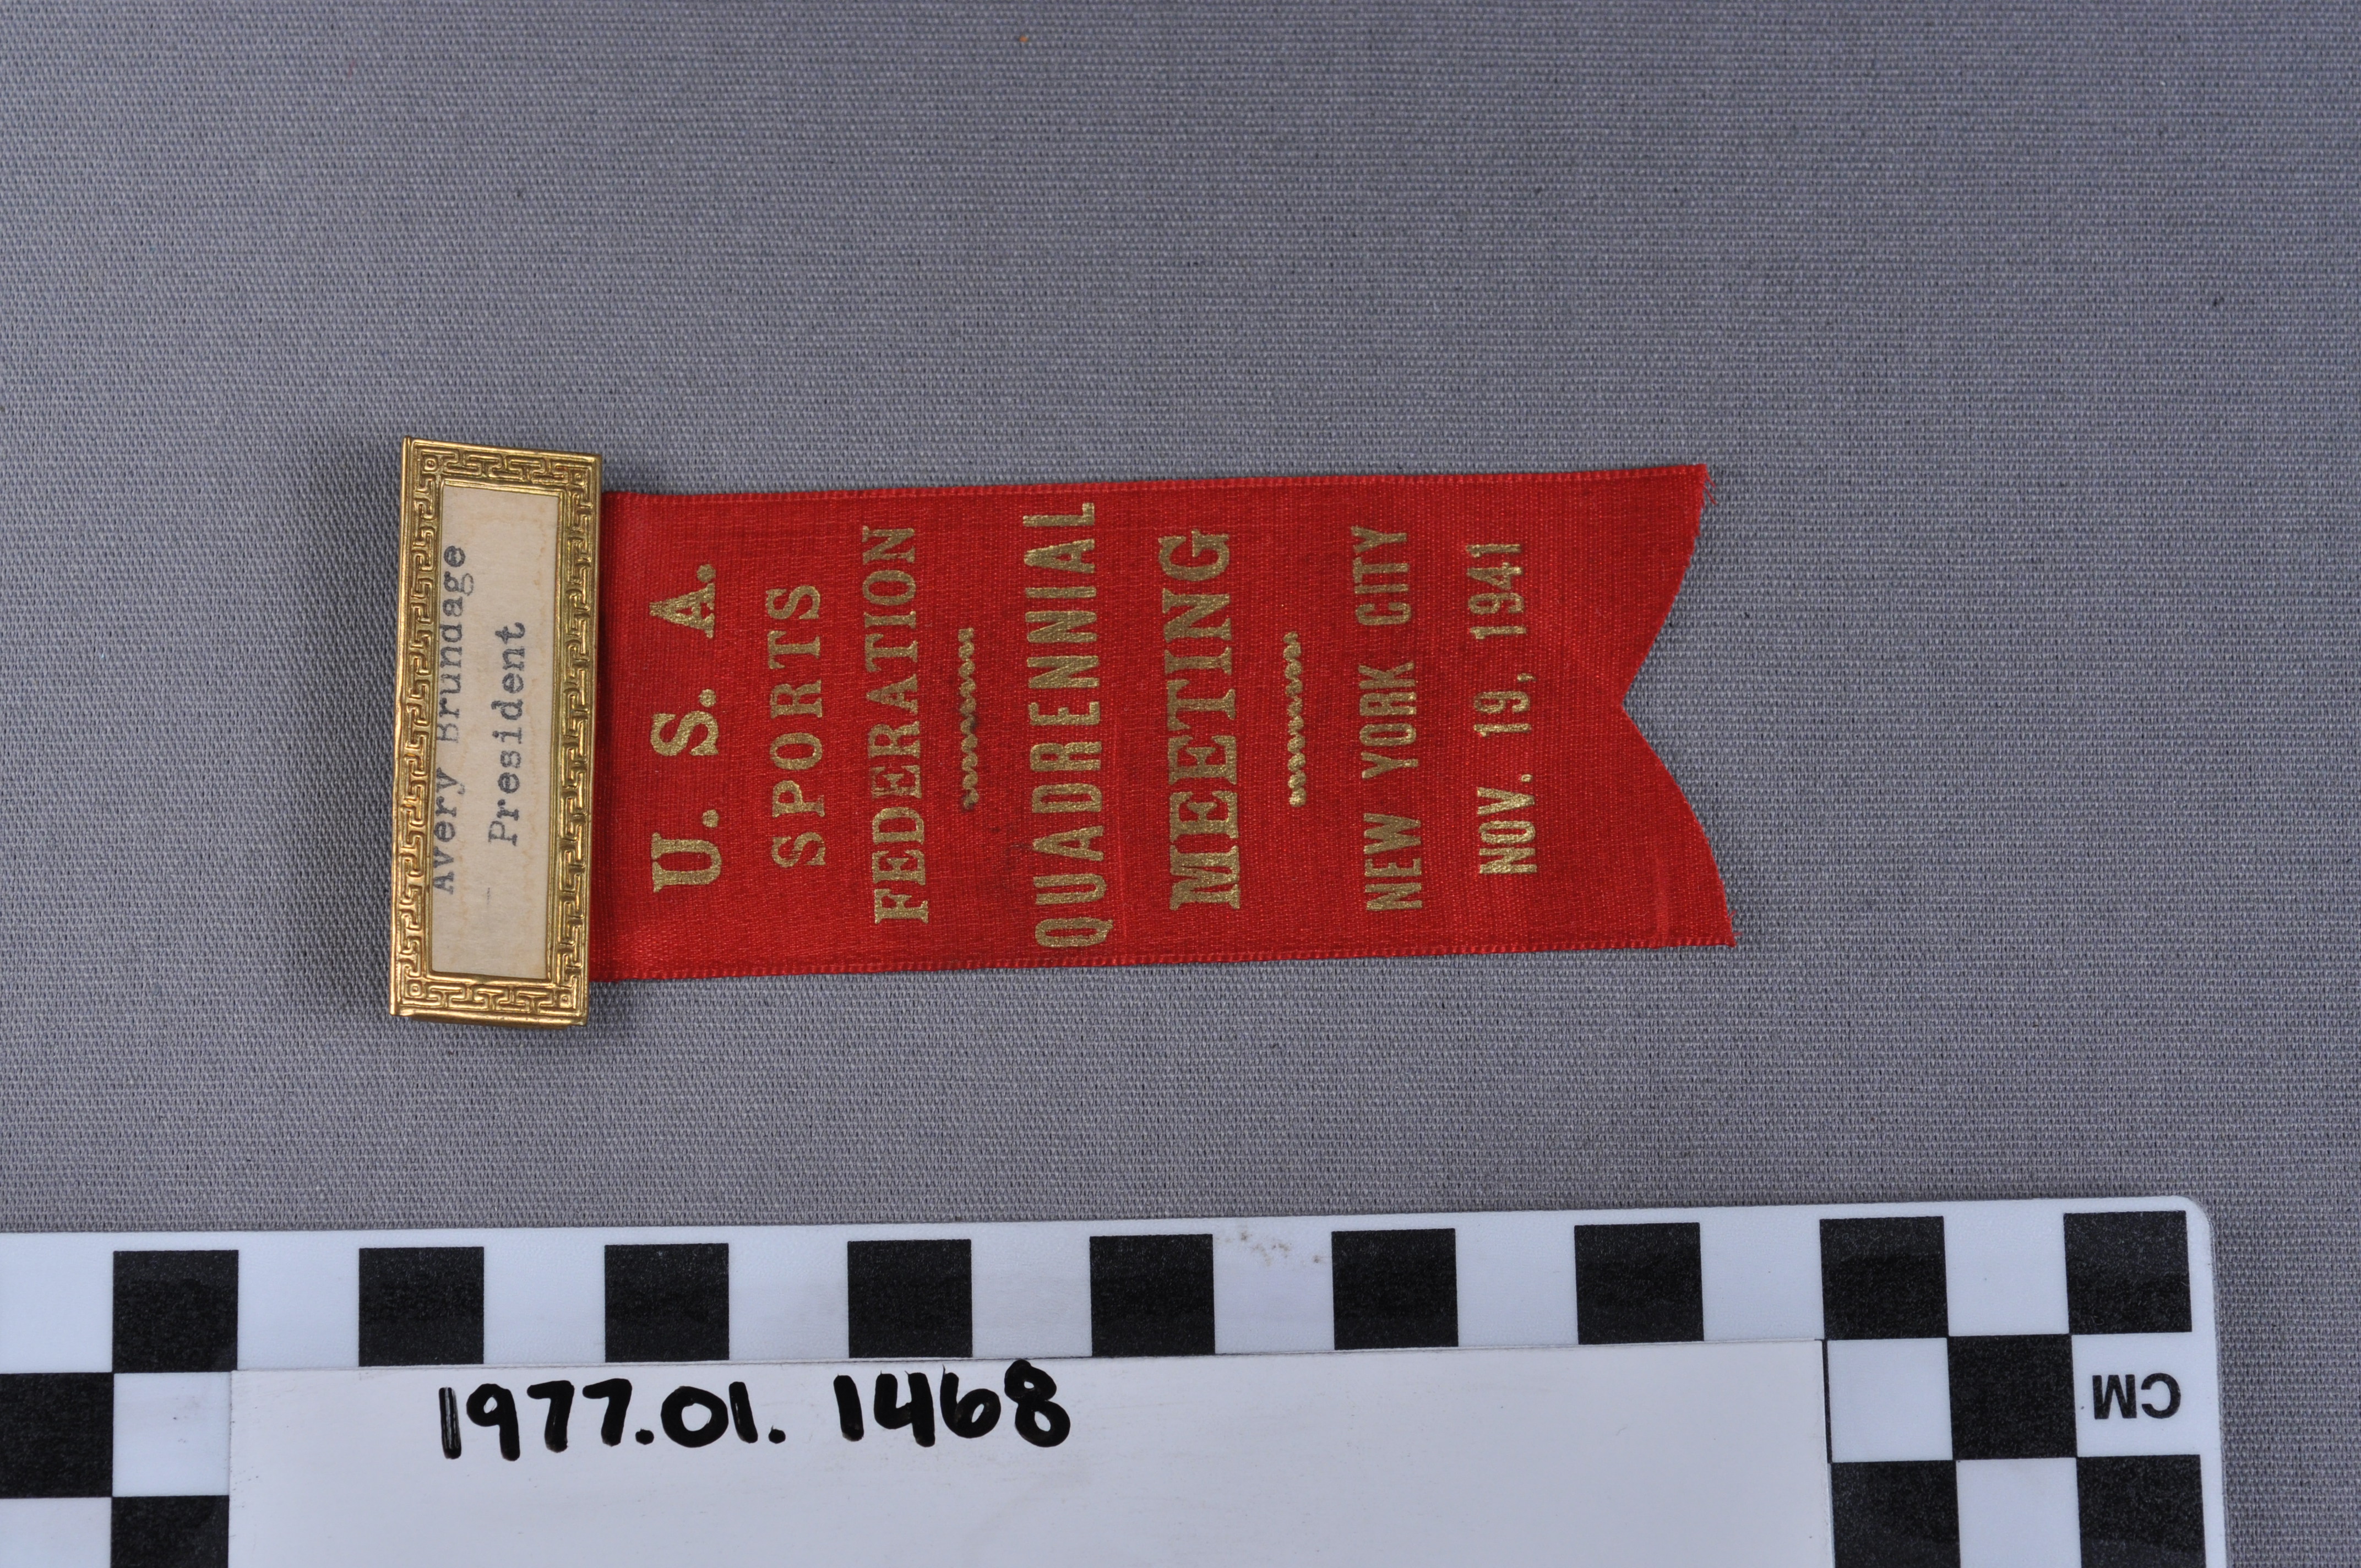 Avery Brundage
President
U. S. A.
SPORTS
FEDERATION
QUADRENNIAL
MEETING
NEW YORK CITY
NOV. 19, 1941
1977.01.1468
CM